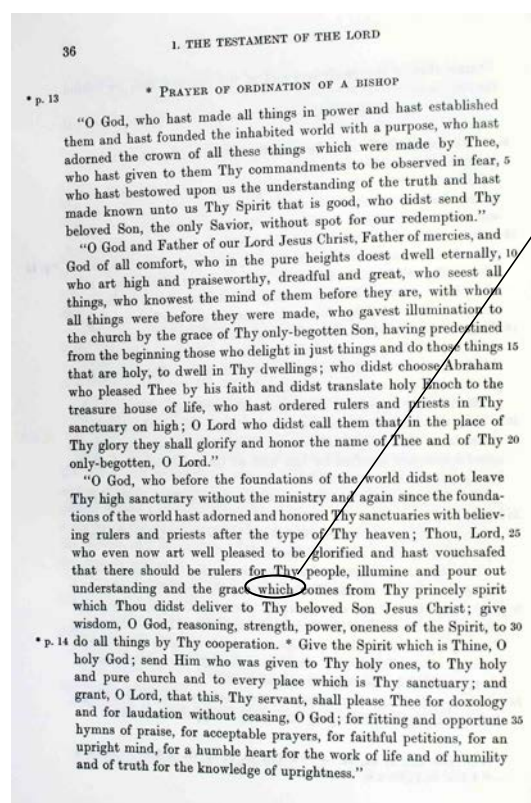 36
1. THE TESTAMENT OF THE LORD
* p. 13
* PRAYER OF ORDINATION OF A BISHOP
"O God, who hast made all things in power and hast established
them and hast founded the inhabited world with a purpose, who hast
adorned the crown of all these things which were made by Thee,
who hast given to them Thy commandments to be observed in fear, 5
who hast bestowed upon us the understanding of the truth and hast
made known unto us Thy Spirit that is good, who didst send Thy
beloved Son, the only Savior, without spot for our redemption."
"O God and Father of our Lord Jesus Christ, Father of mercies, and
God of all comfort, who in the pure heights doest dwell eternally, 10
who art high and praiseworthy, dreadful and great, who seest all
things, who knowest the mind of them before they are, with whom
all things were before they were made, who gavest illumination to
the church by the grace of Thy only-begotten Son, having predestined
from the beginning those who delight in just things and do those things 15
that are holy, to dwell in Thy dwellings; who didst choose Abraham
who pleased Thee by his faith and didst translate holy Enoch to the
treasure house of life, who hast ordered rulers and priests in Thy
sanctuary on high; O Lord who didst call them that in the place of
Thy glory they shall glorify and honor the name of Thee and of Thy 20
only-begotten, O Lord."
"O God, who before the foundations of the world didst not leave
Thy high sancturary without the ministry and again since the founda-
tions of the world hast adorned and honored Thy sanctuaries with believ-
ing rulers and priests after the type of Thy heaven; Thou, Lord, 25
who even now art well pleased to be glorified and hast vouchsafed
that there should be rulers for Thy people, illumine and pour out
understanding and the grace which comes from Thy princely spirit
which Thou didst deliver to Thy beloved Son Jesus Christ; give
wisdom, O God, reasoning, strength, power, oneness of the Spirit, to 30
* p. 14 do all things by Thy cooperation. * Give the Spirit which is Thine, O
holy God; send Him who was given to Thy holy ones, to Thy holy
and pure church and to every place which is Thy sanctuary; and
grant, O Lord, that this, Thy servant, shall please Thee for doxology
and for laudation without ceasing, O God; for fitting and opportune 35
hymns of praise, for acceptable prayers, for faithful petitions, for an
upright mind, for a humble heart for the work of life and of humility
and of truth for the knowledge of uprightness."